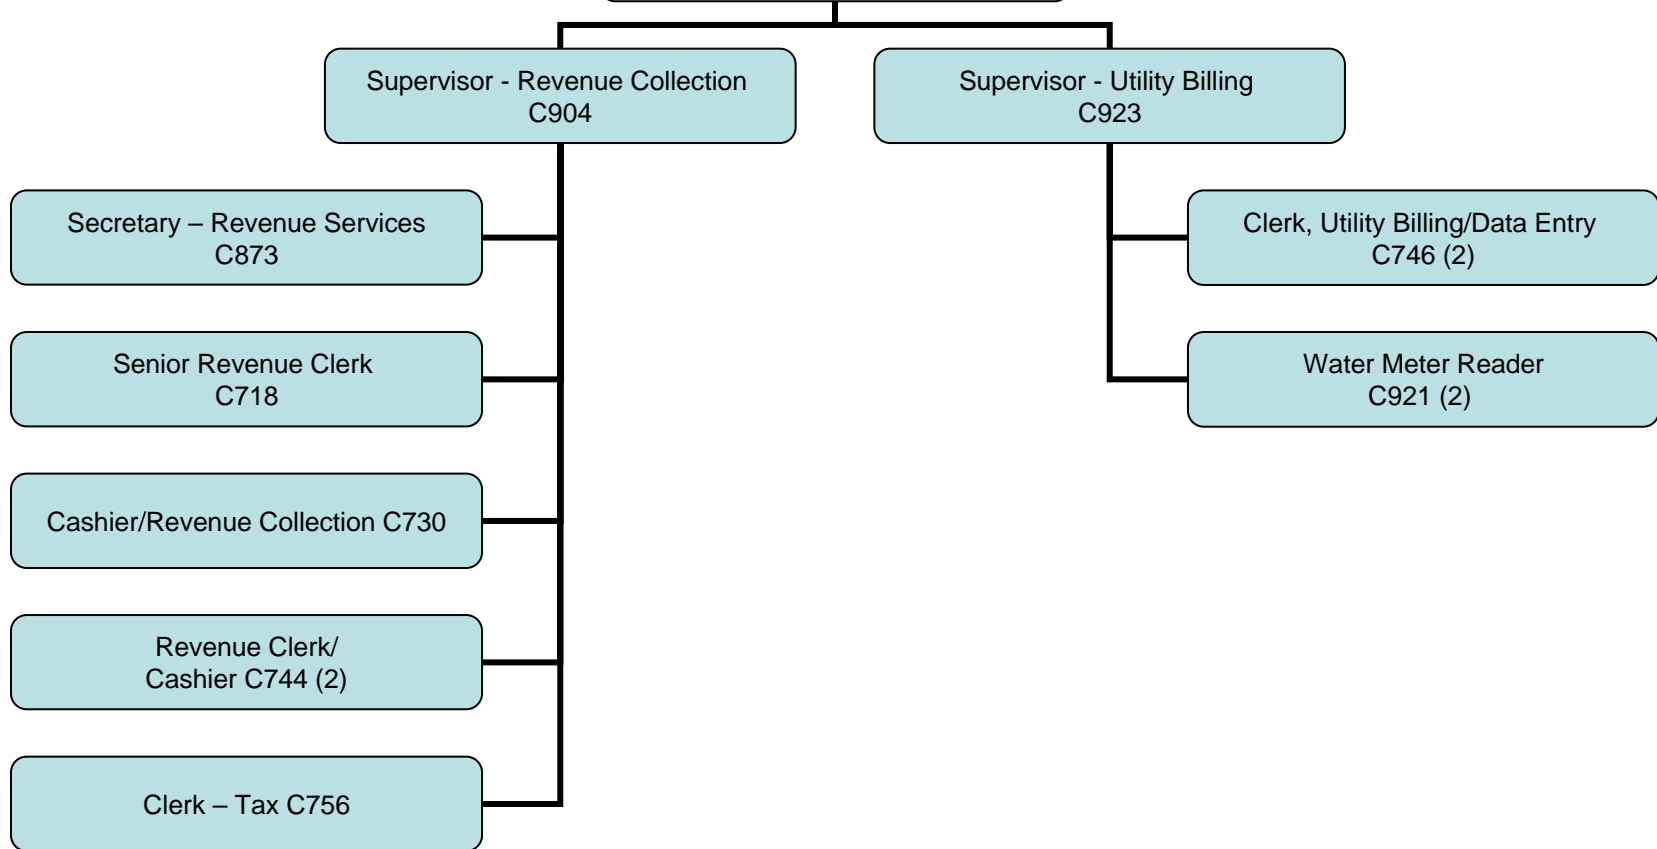 Supervisor - Revenue Collection
C904
Supervisor - Utility Billing
C923
Secretary – Revenue Services
C873
Clerk, Utility Billing/Data Entry
C746 (2)
Senior Revenue Clerk
C718
Water Meter Reader
C921 (2)
Cashier/Revenue Collection C730
Revenue Clerk/
Cashier C744 (2)
Clerk – Tax C756